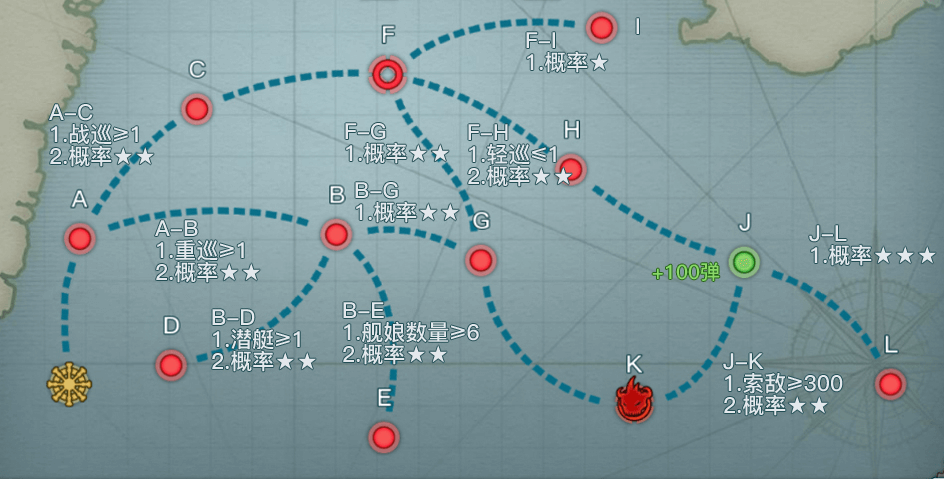 I
F
F–I
1.概率★
C
A–C
1.战巡≥1
2.概率★★
F–G
1.概率★★
F–H
1.轻巡≤1
2.概率★★
H
A
B
B–G
1.概率★★
G
A–B
1.重巡≥1
2.概率★★
J
+100弹
J–L
1.概率★★★
D
B–D
1.潜艇≥1
2.概率★★
B–E
1.舰娘数量≥6
2.概率★★
E
K
J–K
1.索敌≥300
2.概率★★
L